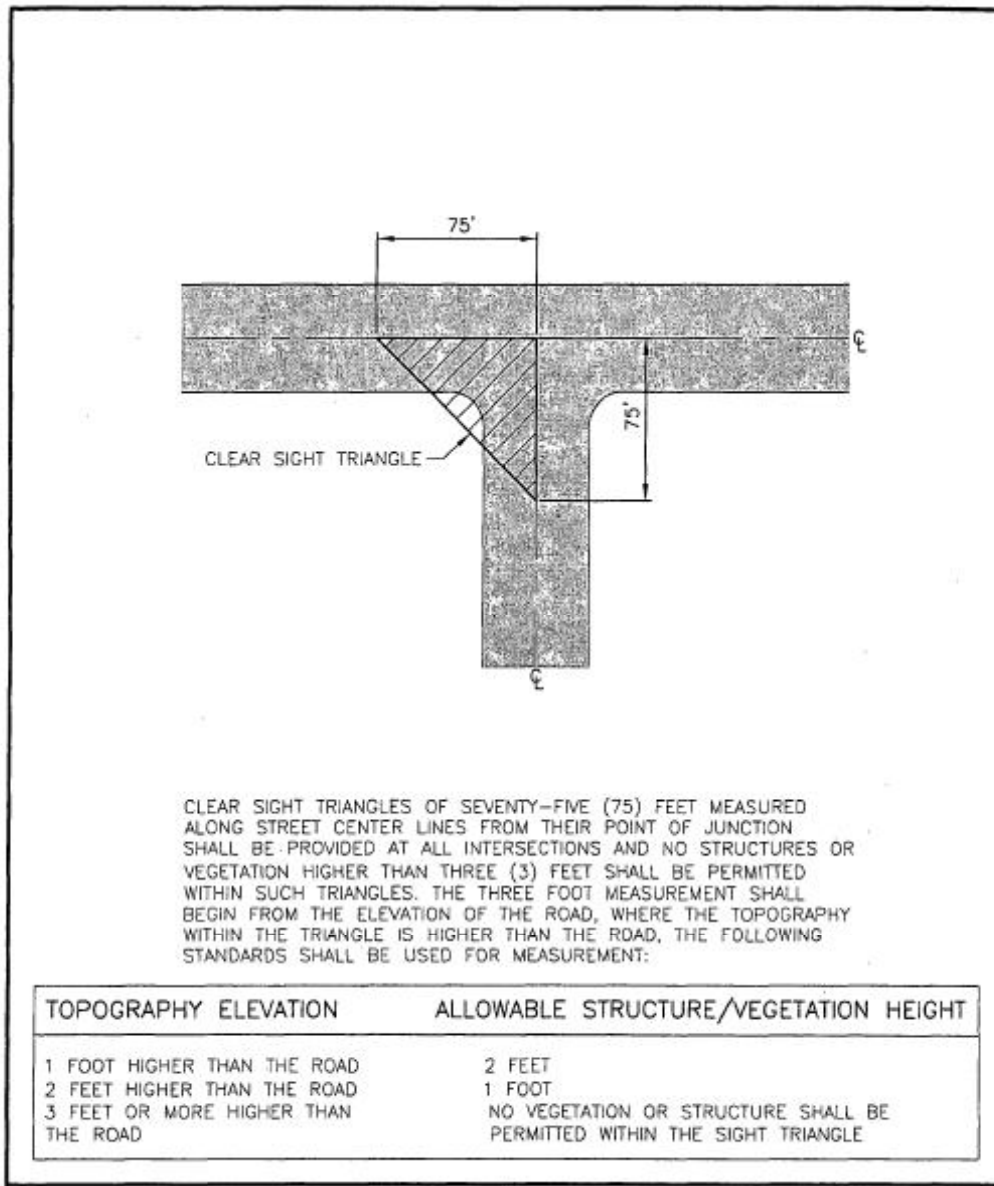 75'
℄
75'
CLEAR SIGHT TRIANGLE
℄
CLEAR SIGHT TRIANGLES OF SEVENTY-FIVE (75) FEET MEASURED
ALONG STREET CENTER LINES FROM THEIR POINT OF JUNCTION
SHALL BE PROVIDED AT ALL INTERSECTIONS AND NO STRUCTURES OR
VEGETATION HIGHER THAN THREE (3) FEET SHALL BE PERMITTED
WITHIN SUCH TRIANGLES. THE THREE FOOT MEASUREMENT SHALL
BEGIN FROM THE ELEVATION OF THE ROAD, WHERE THE TOPOGRAPHY
WITHIN THE TRIANGLE IS HIGHER THAN THE ROAD, THE FOLLOWING
STANDARDS SHALL BE USED FOR MEASUREMENT:
TOPOGRAPHY ELEVATION ALLOWABLE STRUCTURE/VEGETATION HEIGHT
1 FOOT HIGHER THAN THE ROAD 2 FEET
2 FEET HIGHER THAN THE ROAD 1 FOOT
3 FEET OR MORE HIGHER THAN NO VEGETATION OR STRUCTURE SHALL BE
THE ROAD PERMITTED WITHIN THE SIGHT TRIANGLE